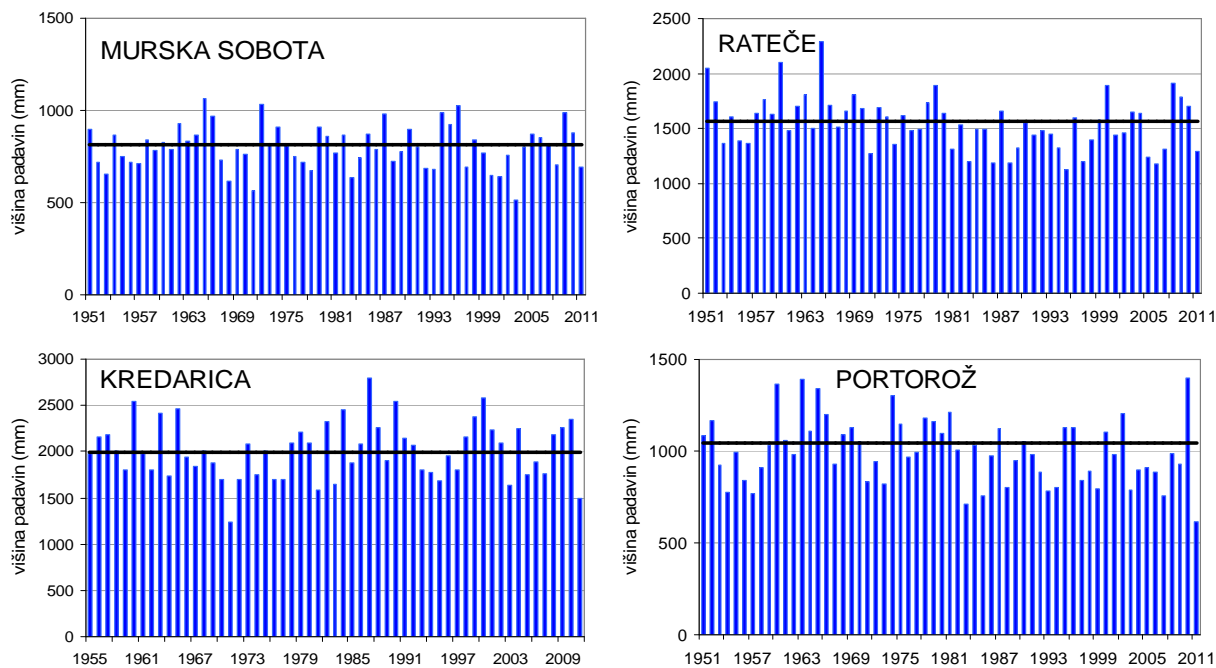 MURSKA SOBOTA
višina padavin (mm)
1500
1000
500
0
1951 1957 1963 1969 1975 1981 1987 1993 1999 2005 2011
RATEČE
višina padavin (mm)
2500
2000
1500
1000
500
0
1951 1957 1963 1969 1975 1981 1987 1993 1999 2005 2011
KREDARICA
višina padavin (mm)
3000
2500
2000
1500
1000
500
0
1955 1961 1967 1973 1979 1985 1991 1997 2003 2009
PORTOROŽ
višina padavin (mm)
1500
1000
500
0
1951 1957 1963 1969 1975 1981 1987 1993 1999 2005 2011